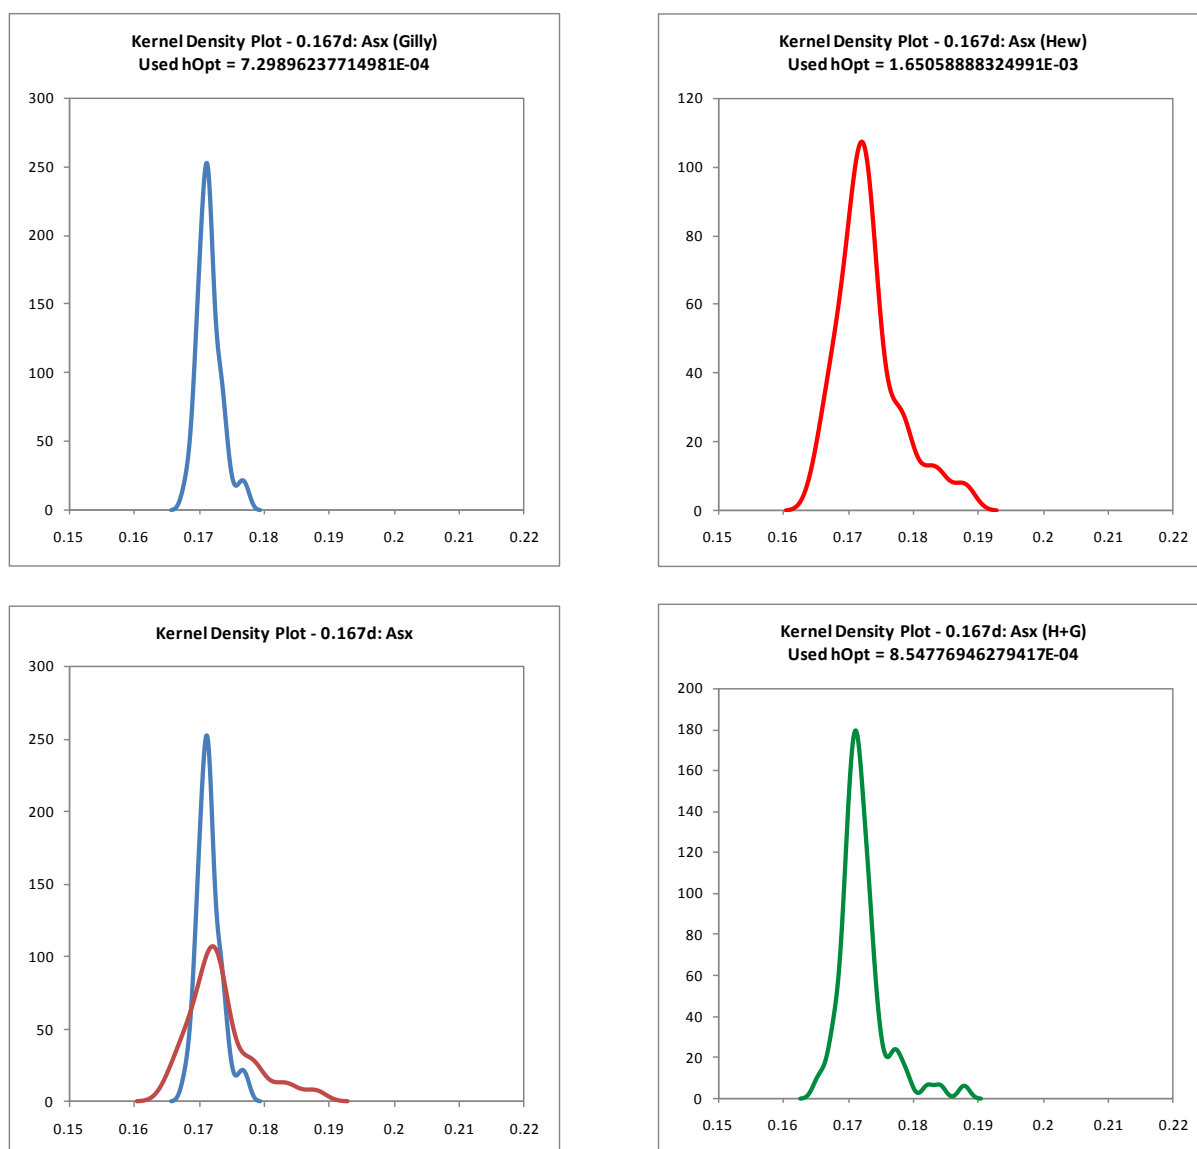 Kernel Density Plot - 0.167d: Asx (Gilly)
Used hOpt = 7.29896237714981E-04
300
250
200
150
100
50
0
0.15 0.16 0.17 0.18 0.19 0.2 0.21 0.22
Kernel Density Plot - 0.167d: Asx (Hew)
Used hOpt = 1.65058888324991E-03
120
100
80
60
40
20
0
0.15 0.16 0.17 0.18 0.19 0.2 0.21 0.22
Kernel Density Plot - 0.167d: Asx
300
250
200
150
100
50
0
0.15 0.16 0.17 0.18 0.19 0.2 0.21 0.22
Kernel Density Plot - 0.167d: Asx (H+G)
Used hOpt = 8.54776946279417E-04
200
180
160
140
120
100
80
60
40
20
0
0.15 0.16 0.17 0.18 0.19 0.2 0.21 0.22